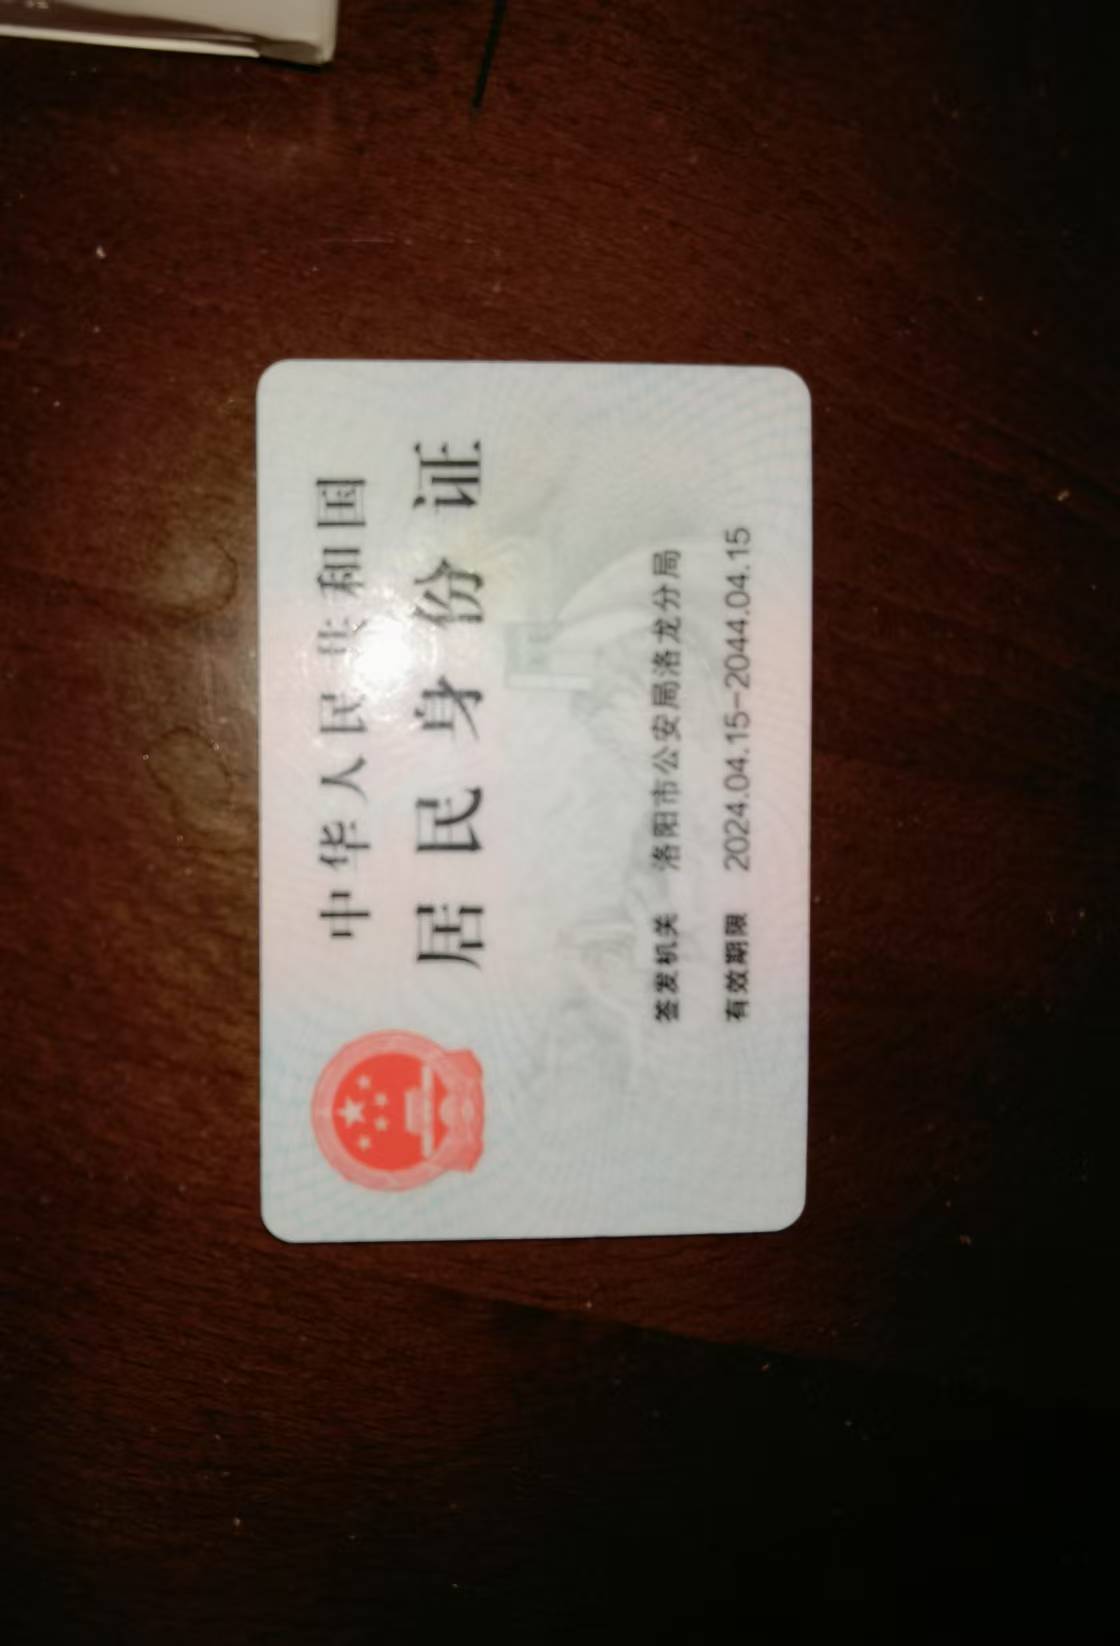 中华人民共和国
居民身份证
签发机关 洛阳市公安局洛龙分局
有效期限 2024.04.15-2044.04.15